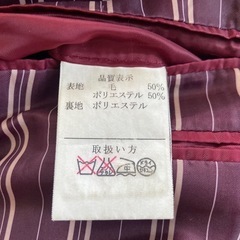 品質表示
表地 毛 50%
ポリエステル 50%
裏地 ポリエステル
取扱い方